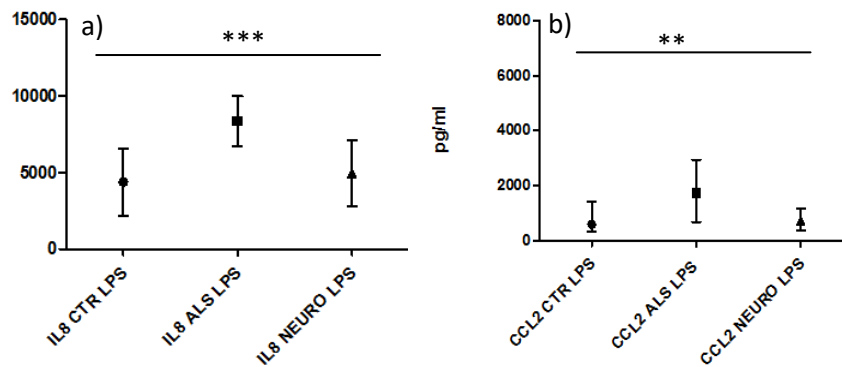 a)
***
15000
10000
5000
0
IL8 CTR LPS
IL8 ALS LPS
IL8 NEURO LPS
b)
**
pg/ml
8000
6000
4000
2000
0
CCL2 CTR LPS
CCL2 ALS LPS
CCL2 NEURO LPS